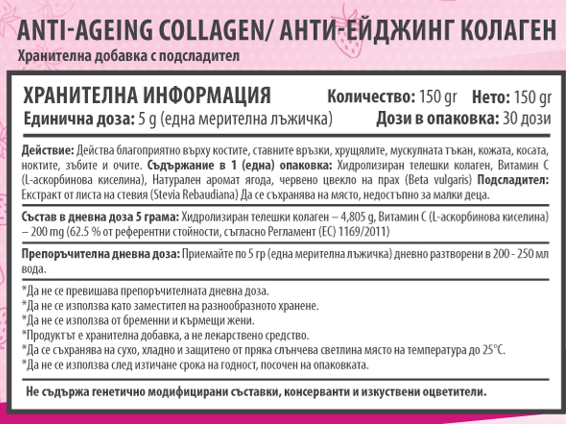 ANTI-AGEING COLLAGEN/ АНТИ-ЕЙДЖИНГ КОЛАГЕН
Хранителна добавка с подсладител
ХРАНИТЕЛНА ИНФОРМАЦИЯ Количество: 150 gr Нето: 150 gr
Единична доза: 5 g (една мерителна лъжичка) Дози в опаковка: 30 дози
Действие: Действа благоприятно върху костите, ставните връзки, хрущялите, мускулната тъкан, кожата, косата,
ноктите, зъбите и очите. Съдържание в 1 (една) опаковка: Хидролизиран телешки колаген, Витамин С
(L-аскорбинова киселина), Натурален аромат ягода, червено цвекло на прах (Beta vulgaris) Подсладител:
Екстракт от листа на стевия (Stevia Rebaudiana) Да се съхранява на място, недостъпно за малки деца.
Състав в дневна доза 5 грама: Хидролизиран телешки колаген – 4,805 g, Витамин С (L-аскорбинова киселина)
– 200 mg (62.5 % от референтни стойности, съгласно Регламент (ЕС) 1169/2011)
Препоръчителна дневна доза: Приемайте по 5 гр (една мерителна лъжичка) дневно разтворени в 200 - 250 мл
вода.
*Да не се превишава препоръчителната дневна доза.
*Да не се използва като заместител на разнообразното хранене.
*Да не се използва от бременни и кърмещи жени.
*Продуктът е хранителна добавка, а не лекарствено средство.
*Да се съхранява на сухо, хладно и защитено от пряка слънчева светлина място на температура до 25°С.
*Да не се използва след изтичане срока на годност, посочен на опаковката.
Не съдържа генетично модифицирани съставки, консерванти и изкуствени оцветители.